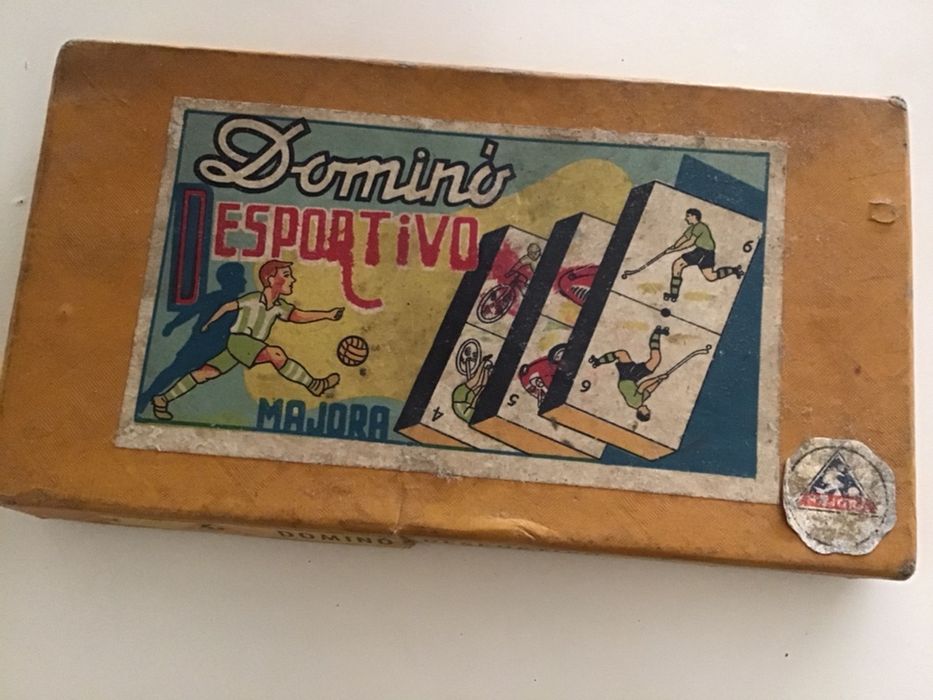 Dominó
DESPORTIVO
MAJORA
6
6
5
4
DOMINÓ
MAJORA